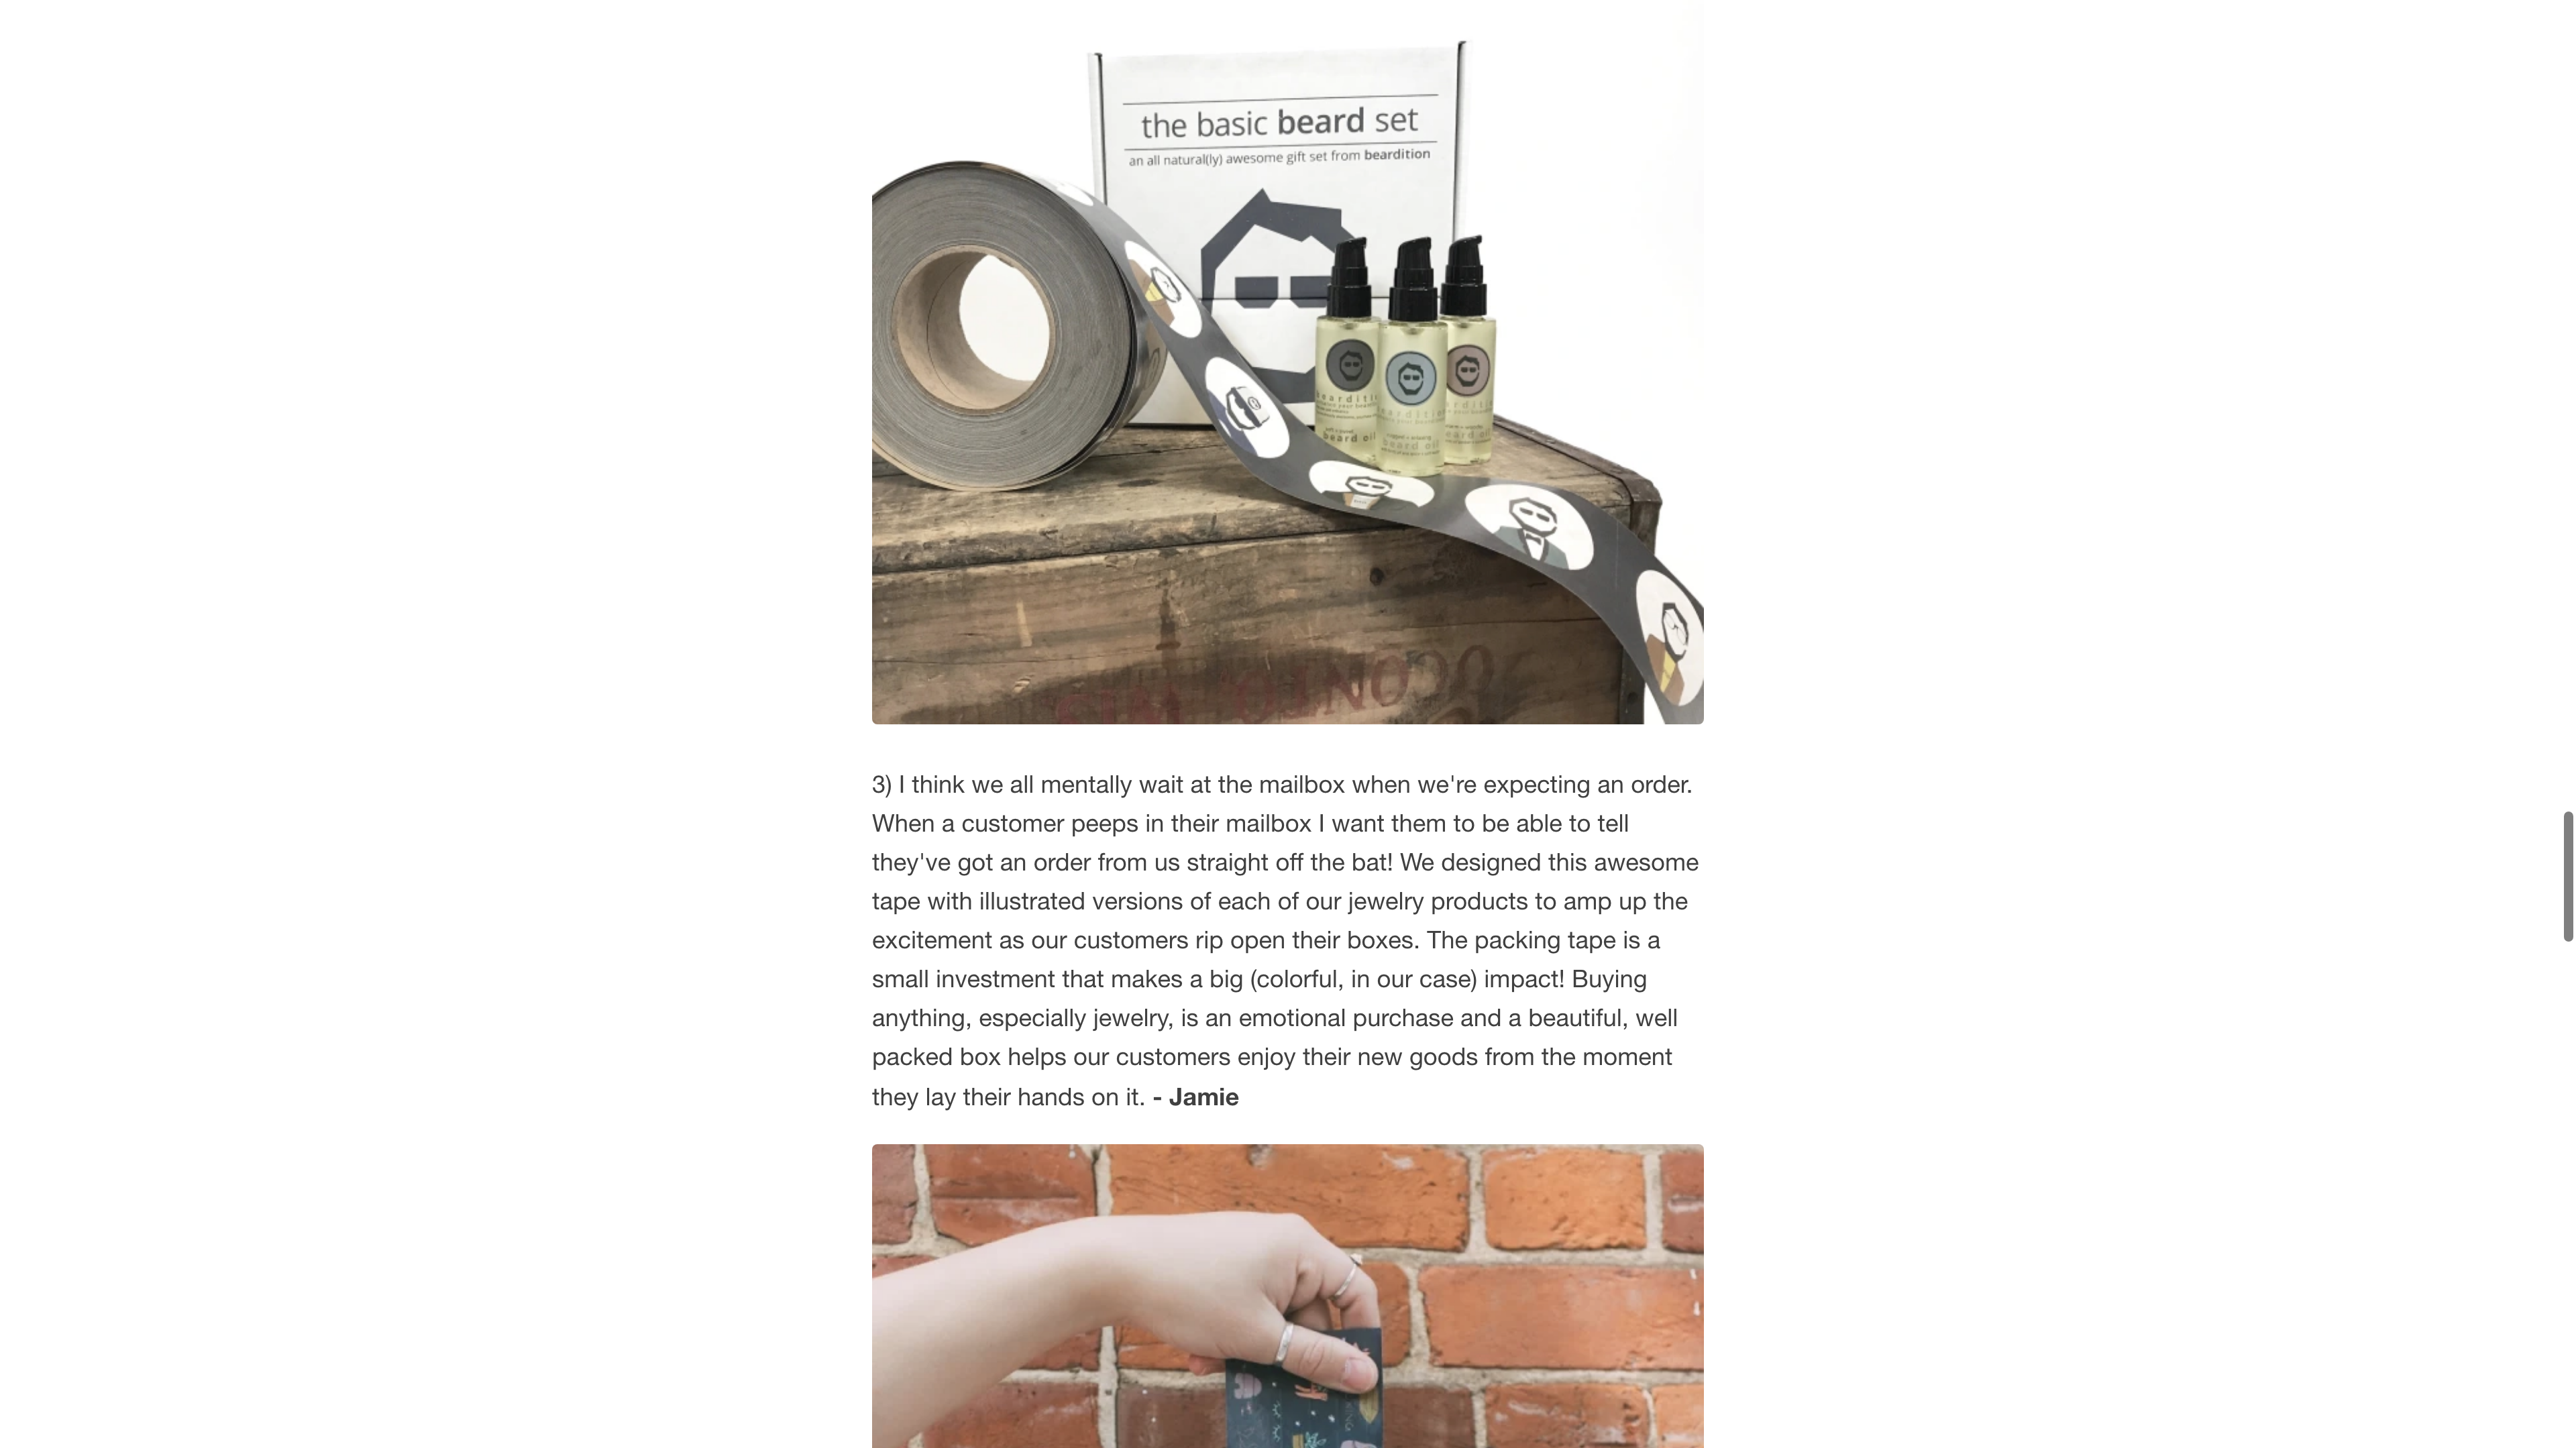 the basic beard set
an all natural(ly) awesome gift set from beardition
beard oil
beard oil
3) I think we all mentally wait at the mailbox when we're expecting an order.
When a customer peeps in their mailbox I want them to be able to tell
they've got an order from us straight off the bat! We designed this awesome
tape with illustrated versions of each of our jewelry products to amp up the
excitement as our customers rip open their boxes. The packing tape is a
small investment that makes a big (colorful, in our case) impact! Buying
anything, especially jewelry, is an emotional purchase and a beautiful, well
packed box helps our customers enjoy their new goods from the moment
they lay their hands on it. - Jamie